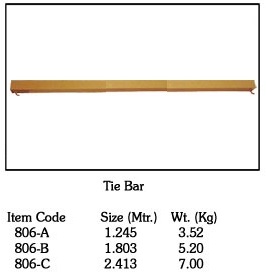 Tie Bar
Item Code Size (Mtr.) Wt. (Kg)
806-A 1.245 3.52
806-B 1.803 5.20
806-C 2.413 7.00